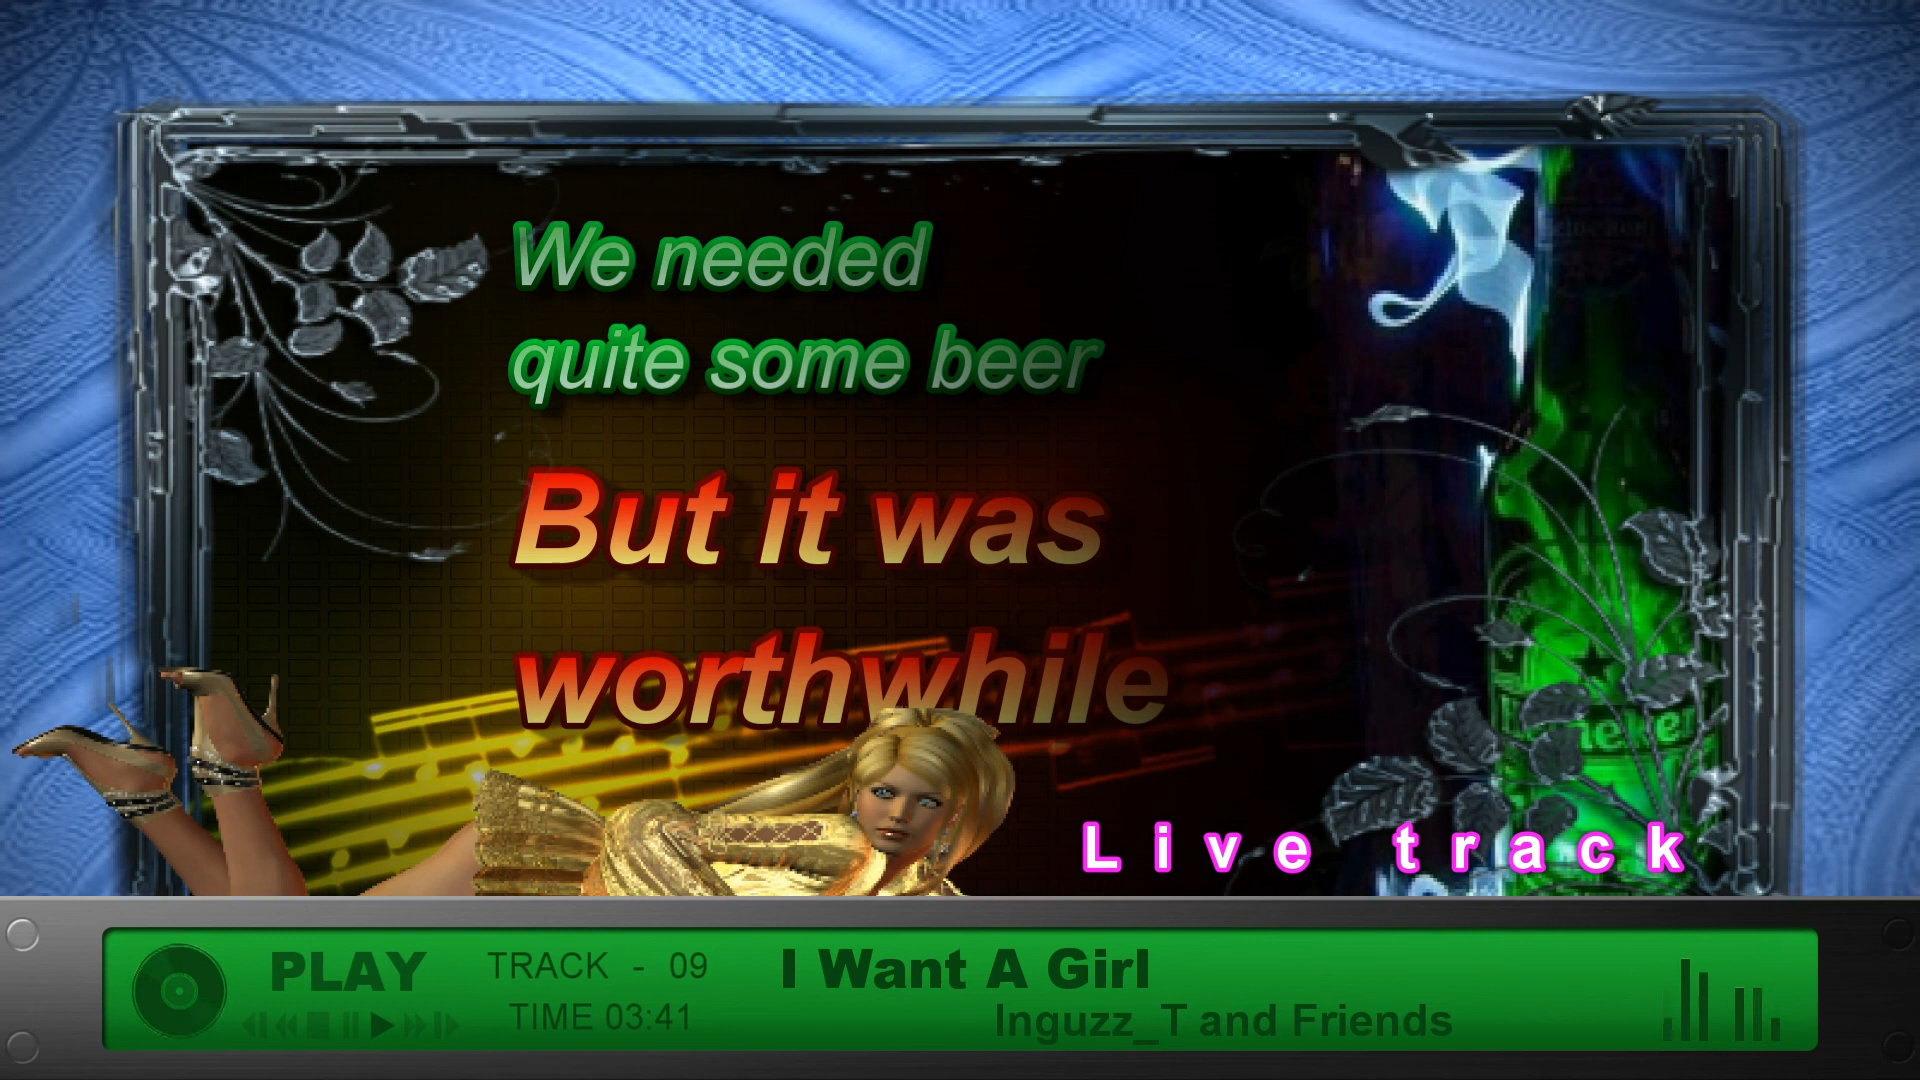 We needed
quite some beer
But it was
worthwhile
Live track
PLAY
TRACK - 09
TIME 03:41
I Want A Girl
Inguzz_T and Friends